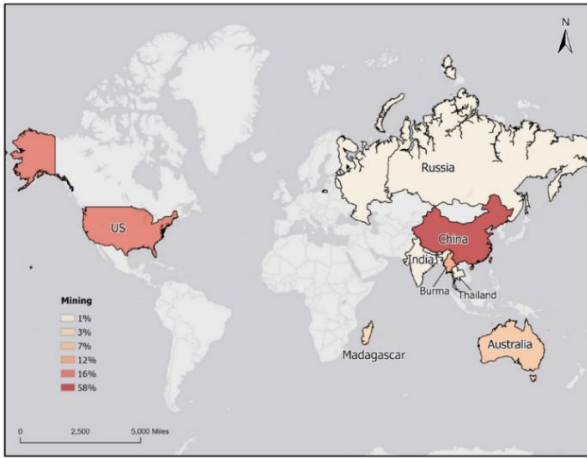 N
Russia
US
China
India
Burma
Thailand
Madagascar
Australia
Mining
1%
3%
7%
12%
16%
58%
0 2,500 5,000 Miles